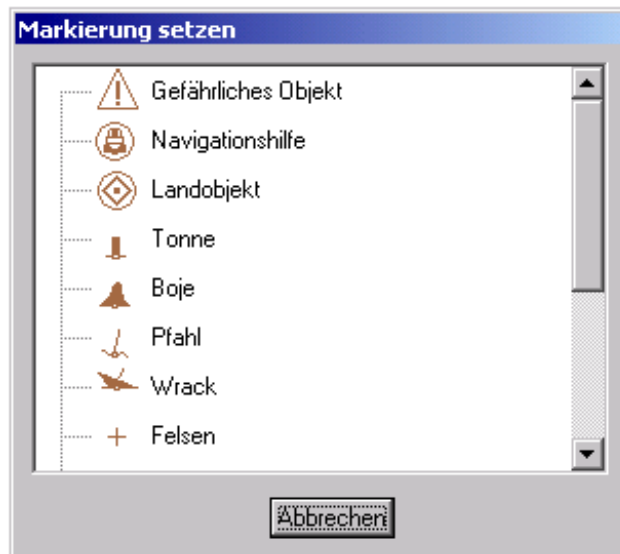 Markierung setzen
Gefährliches Objekt
Navigationshilfe
Landobjekt
Tonne
Boje
Pfahl
Wrack
Felsen
Abbrechen